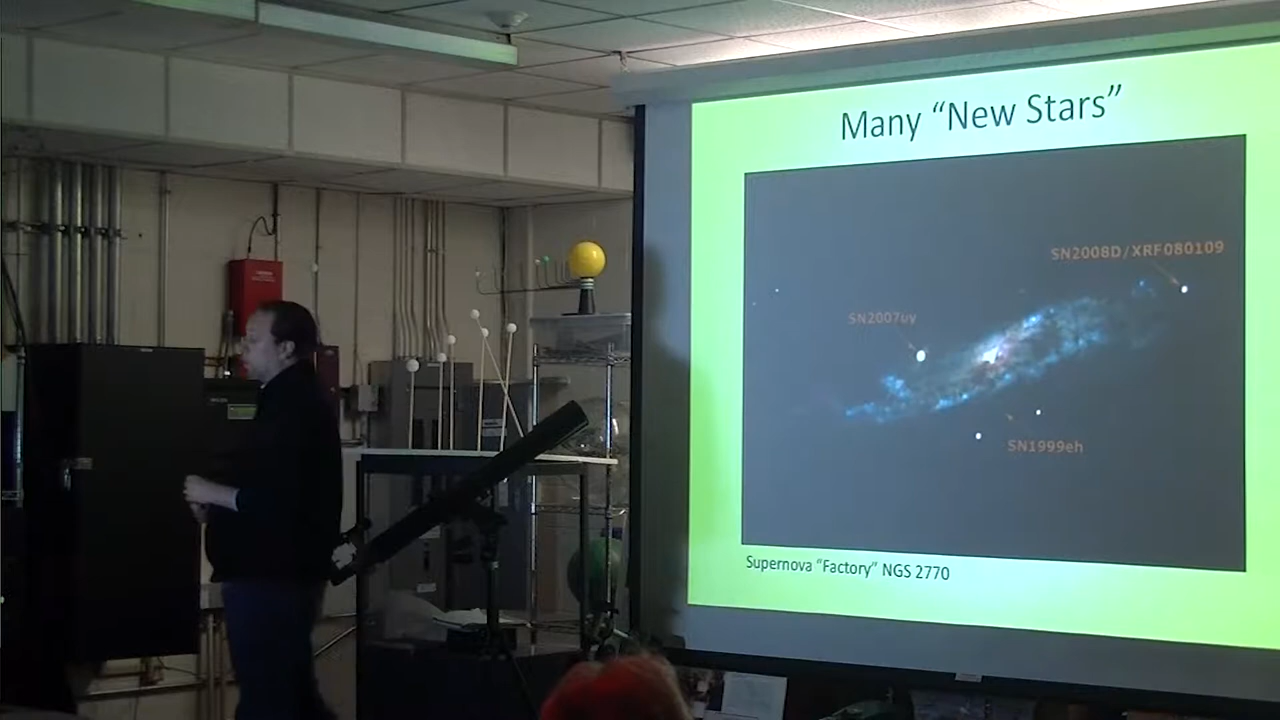 Many “New Stars”
SN2008D/XRF080109
SN2007uy
SN1999eh
Supernova “Factory” NGS 2770